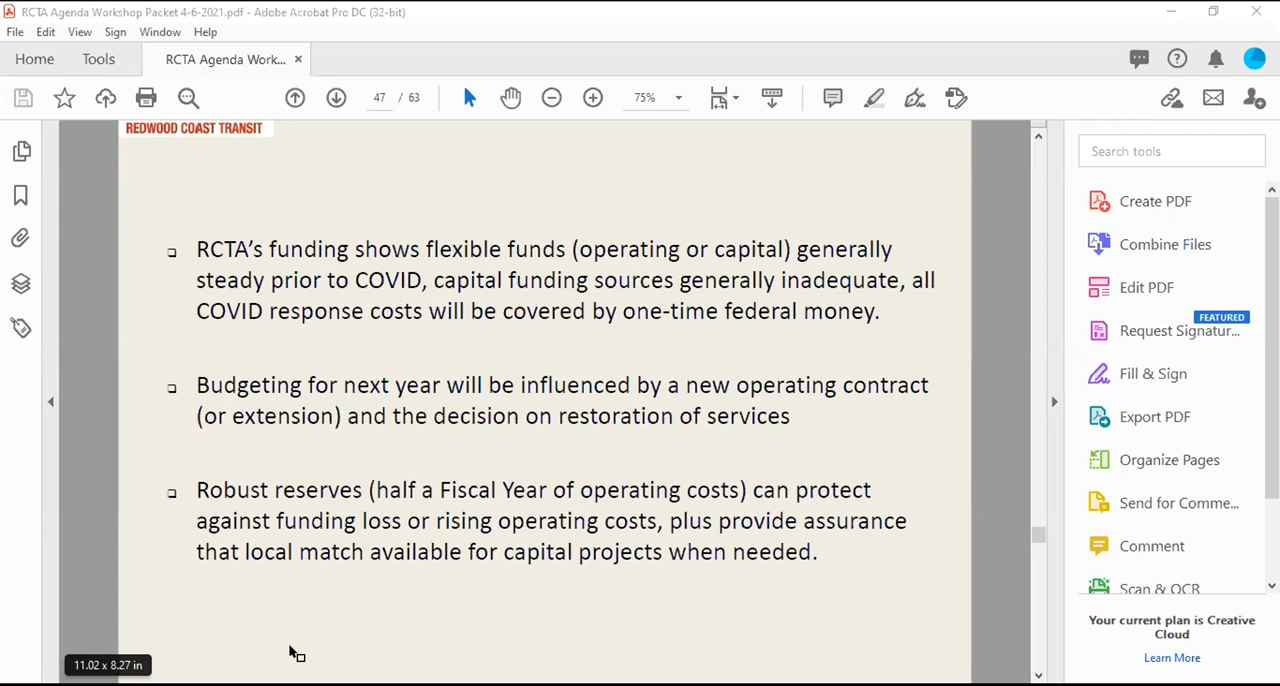 RCTA Agenda Workshop Packet 4-6-2021.pdf - Adobe Acrobat Pro DC (32-bit)
File Edit View Sign Window Help
Home Tools RCTA Agenda Work... ×
47 / 63 75%
Search tools
REDWOOD COAST TRANSIT
RCTA’s funding shows flexible funds (operating or capital) generally
steady prior to COVID, capital funding sources generally inadequate, all
COVID response costs will be covered by one-time federal money.
Budgeting for next year will be influenced by a new operating contract
(or extension) and the decision on restoration of services
Robust reserves (half a Fiscal Year of operating costs) can protect
against funding loss or rising operating costs, plus provide assurance
that local match available for capital projects when needed.
11.02 x 8.27 in
Create PDF
Combine Files
Edit PDF
FEATURED
Request Signatur...
Fill & Sign
Export PDF
Organize Pages
Send for Comme...
Comment
Scan & OCR
Your current plan is Creative
Cloud
Learn More